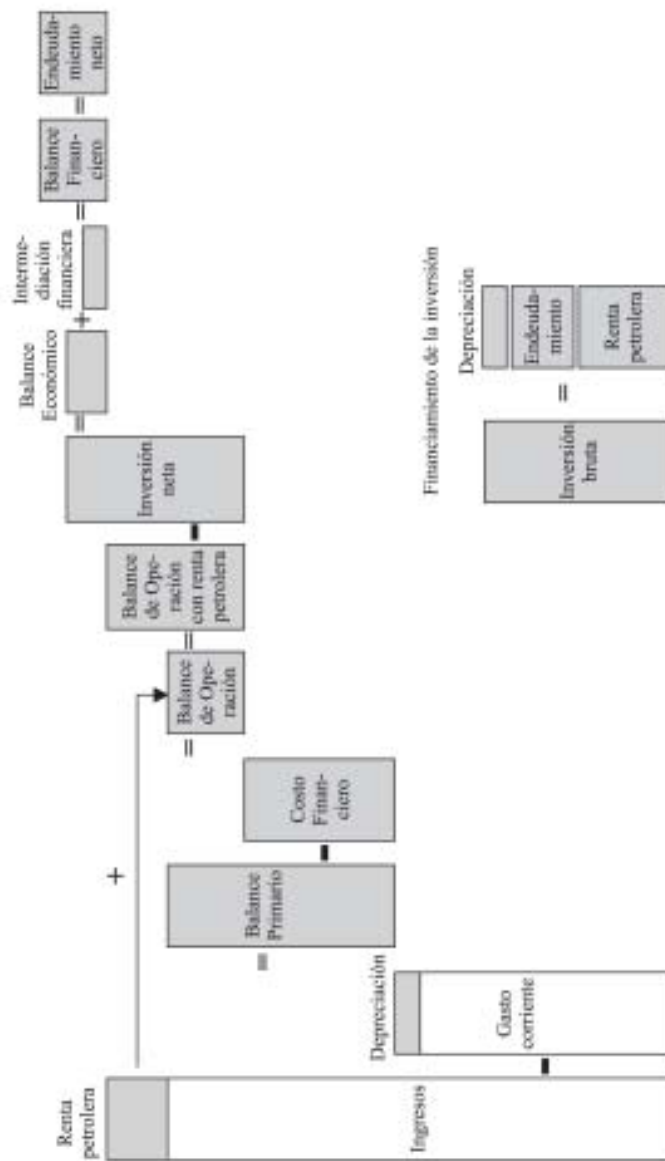 Renta
petrolera
Ingresos
Depreciación
Gasto
corriente
Balance
Primario
Costo
Finan-
ciero
+
Balance
de Ope-
ración
Balance
de Ope-
ración
con renta
petrolera
Inversión
neta
Balance
Económico
+
Interme-
diación
financiera
Balance
Finan-
ciero
Endeuda-
miento
neto
Financiamiento de la inversión
Inversión
bruta
Depreciación
Endeuda-
miento
Renta
petrolera